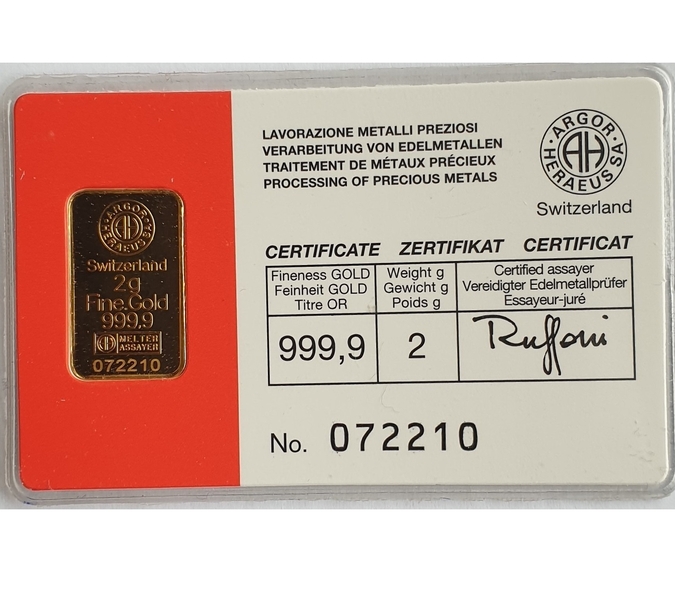 ARGOR
AH
HERAEUS
Switzerland
2g
Fine Gold
999.9
MELTER
ASSAYER
072210
LAVORAZIONE METALLI PREZIOSI
VERARBEITUNG VON EDELMETALLEN
TRAITEMENT DE MÉTAUX PRÉCIEUX
PROCESSING OF PRECIOUS METALS
·ARGOR·
AH
HERAEUS SA
Switzerland
CERTIFICATE ZERTIFIKAT CERTIFICAT
Fineness GOLD
Feinheit GOLD
Titre OR
Weight g
Gewicht g
Poids g
Certified assayer
Vereidigter Edelmetallprüfer
Essayeur-juré
999,9
2
Ruffoni
No. 072210